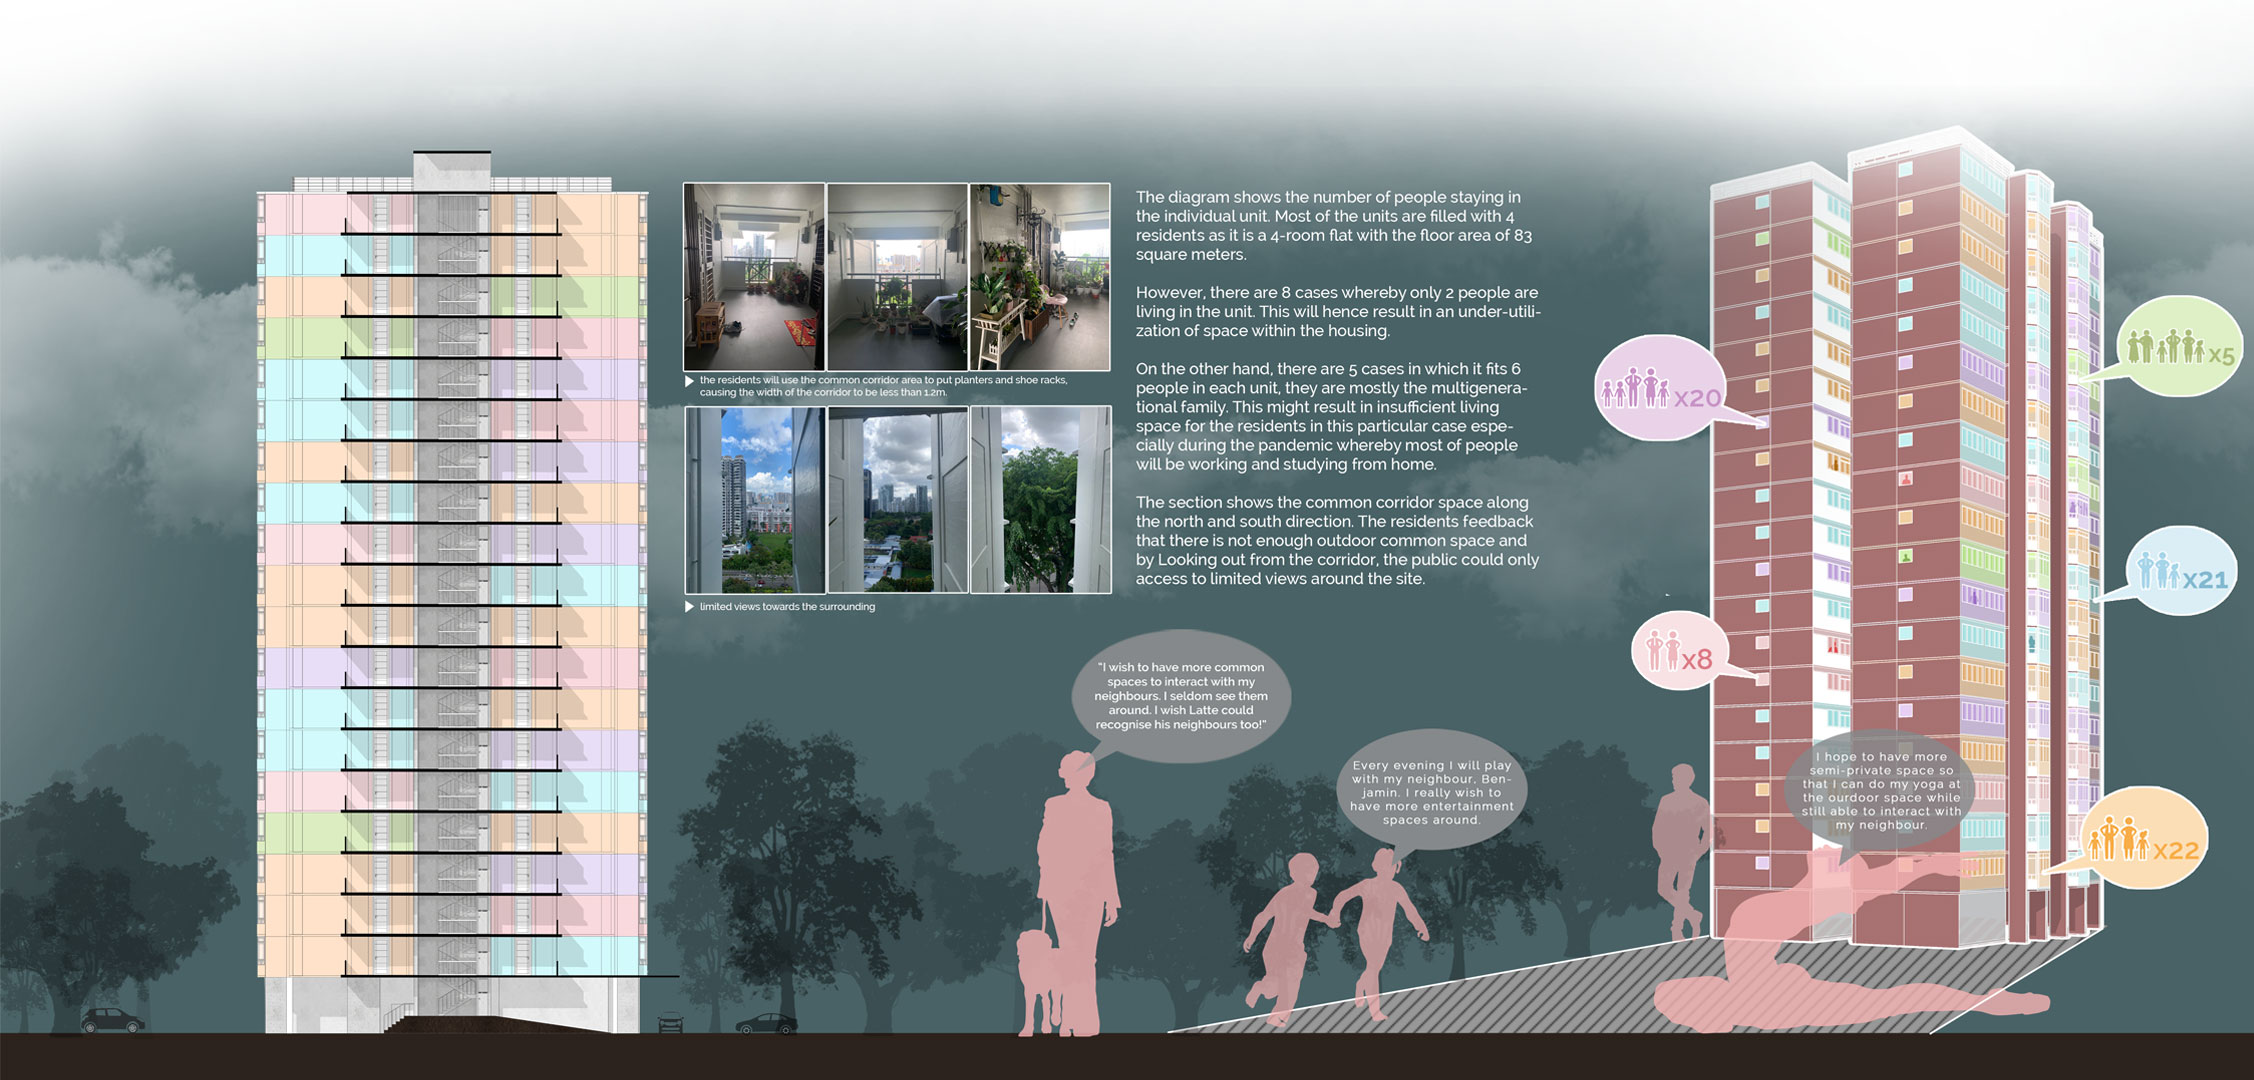 the residents will use the common corridor area to put planters and shoe racks,
causing the width of the corridor to be less than 1.2m.
limited views towards the surrounding
The diagram shows the number of people staying in
the individual unit. Most of the units are filled with 4
residents as it is a 4-room flat with the floor area of 83
square meters.
However, there are 8 cases whereby only 2 people are
living in the unit. This will hence result in an under-utili-
zation of space within the housing.
On the other hand, there are 5 cases in which it fits 6
people in each unit, they are mostly the multigenera-
tional family. This might result in insufficient living
space for the residents in this particular case espe-
cially during the pandemic whereby most of people
will be working and studying from home.
The section shows the common corridor space along
the north and south direction. The residents feedback
that there is not enough outdoor common space and
by Looking out from the corridor, the public could only
access to limited views around the site.
"I wish to have more common
spaces to interact with my
neighbours. I seldom see them
around. I wish Latte could
recognise his neighbours too!"
Every evening I will play
with my neighbour, Ben-
jamin. I really wish to
have more entertainment
spaces around.
I hope to have more
semi-private space so
that I can do my yoga at
the ourdoor space while
still able to interact with
my neighbour.
x20
x8
x5
x21
x22